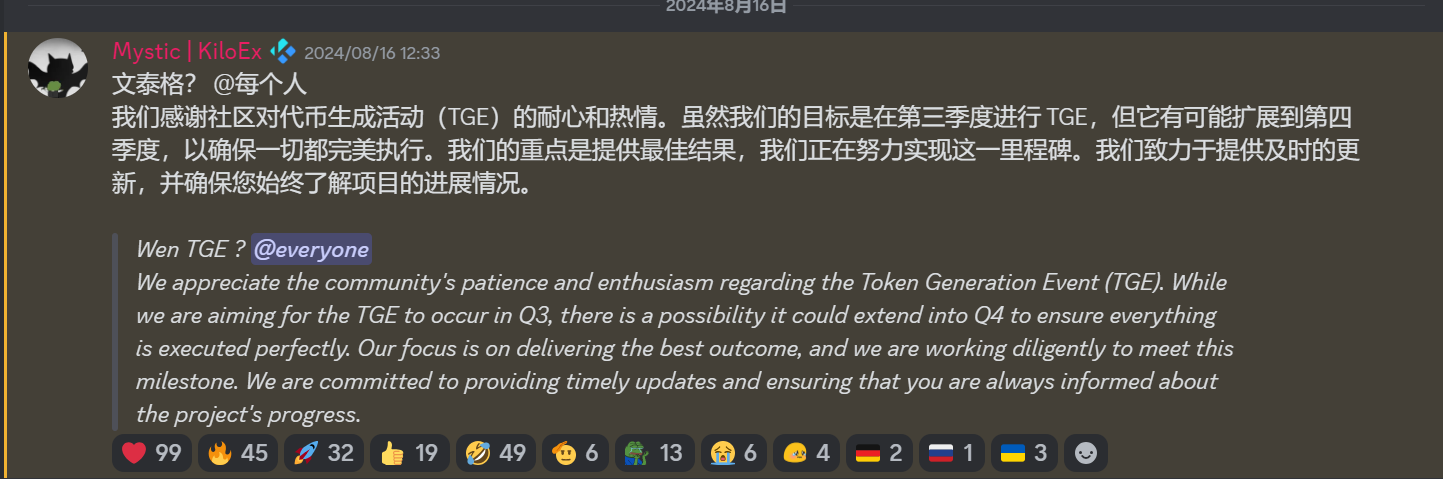 2024年8月16日
Mystic | KiloEx 2024/08/16 12:33
文泰格？ @每个人
我们感谢社区对代币生成活动（TGE）的耐心和热情。虽然我们的目标是在第三季度进行 TGE，但它有可能扩展到第四
季度，以确保一切都完美执行。我们的重点是提供最佳结果，我们正在努力实现这一里程碑。我们致力于提供及时的更
新，并确保您始终了解项目的进展情况。
Wen TGE ? @everyone
We appreciate the community's patience and enthusiasm regarding the Token Generation Event (TGE). While
we are aiming for the TGE to occur in Q3, there is a possibility it could extend into Q4 to ensure everything
is executed perfectly. Our focus is on delivering the best outcome, and we are working diligently to meet this
milestone. We are committed to providing timely updates and ensuring that you are always informed about
the project's progress.
99 45 32 19 49 6 13 6 4 2 1 3